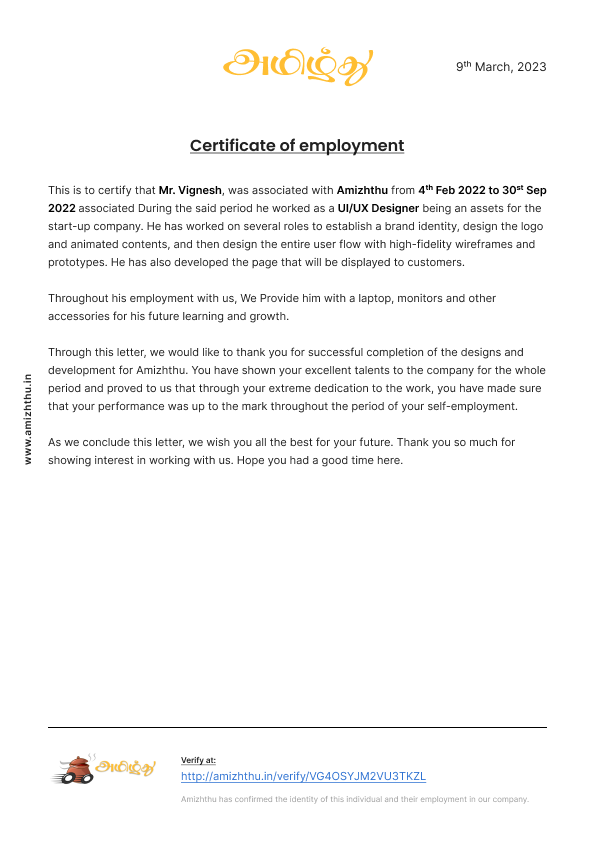 அமிழ்து
9th March, 2023
Certificate of employment
This is to certify that Mr. Vignesh, was associated with Amizhthu from 4th Feb 2022 to 30st Sep
2022 associated During the said period he worked as a UI/UX Designer being an assets for the
start-up company. He has worked on several roles to establish a brand identity, design the logo
and animated contents, and then design the entire user flow with high-fidelity wireframes and
prototypes. He has also developed the page that will be displayed to customers.
Throughout his employment with us, We Provide him with a laptop, monitors and other
accessories for his future learning and growth.
Through this letter, we would like to thank you for successful completion of the designs and
development for Amizhthu. You have shown your excellent talents to the company for the whole
period and proved to us that through your extreme dedication to the work, you have made sure
that your performance was up to the mark throughout the period of your self-employment.
As we conclude this letter, we wish you all the best for your future. Thank you so much for
showing interest in working with us. Hope you had a good time here.
www.amizhthu.in
அமிழ்து
Verify at:
http://amizhthu.in/verify/VG4OSYJM2VU3TKZL
Amizhthu has confirmed the identity of this individual and their employment in our company.